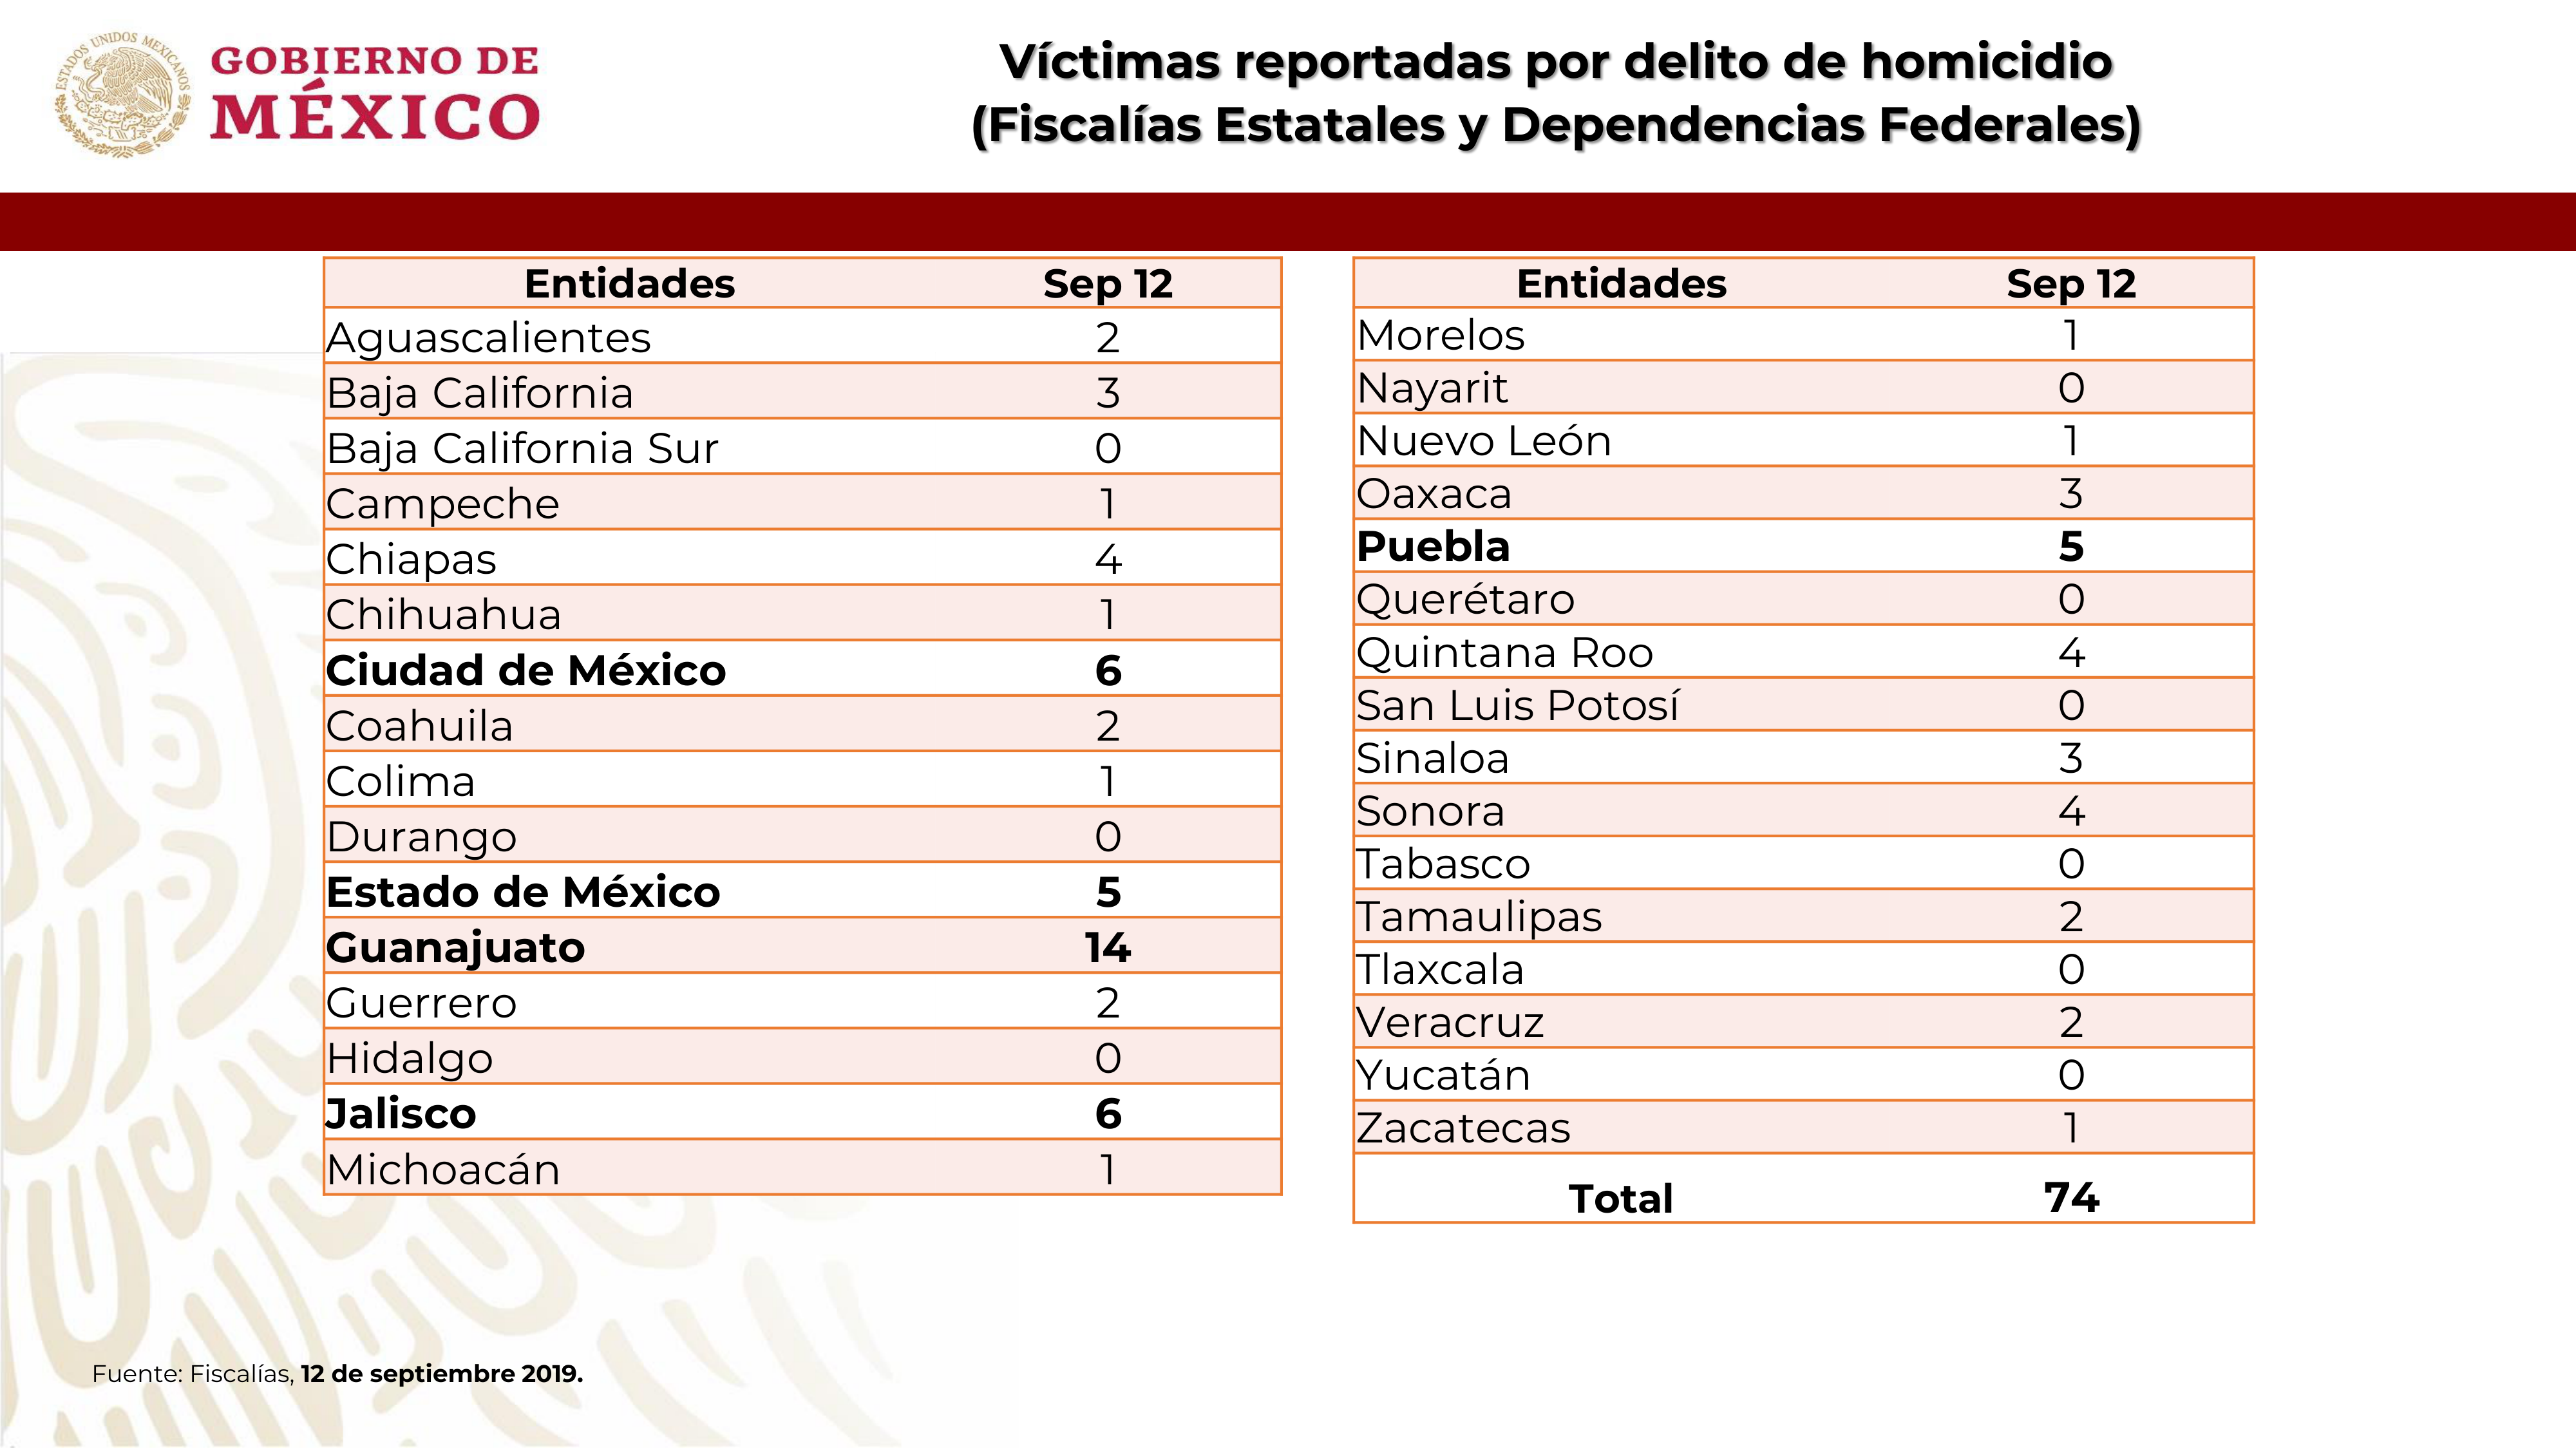 ESTADOS UNIDOS MEXICANOS
GOBIERNO DE
MÉXICO
Víctimas reportadas por delito de homicidio
(Fiscalías Estatales y Dependencias Federales)
Entidades Sep 12
Aguascalientes 2
Baja California 3
Baja California Sur 0
Campeche 1
Chiapas 4
Chihuahua 1
Ciudad de México 6
Coahuila 2
Colima 1
Durango 0
Estado de México 5
Guanajuato 14
Guerrero 2
Hidalgo 0
Jalisco 6
Michoacán 1
Entidades Sep 12
Morelos 1
Nayarit 0
Nuevo León 1
Oaxaca 3
Puebla 5
Querétaro 0
Quintana Roo 4
San Luis Potosí 0
Sinaloa 3
Sonora 4
Tabasco 0
Tamaulipas 2
Tlaxcala 0
Veracruz 2
Yucatán 0
Zacatecas 1
Total 74
Fuente: Fiscalías, 12 de septiembre 2019.